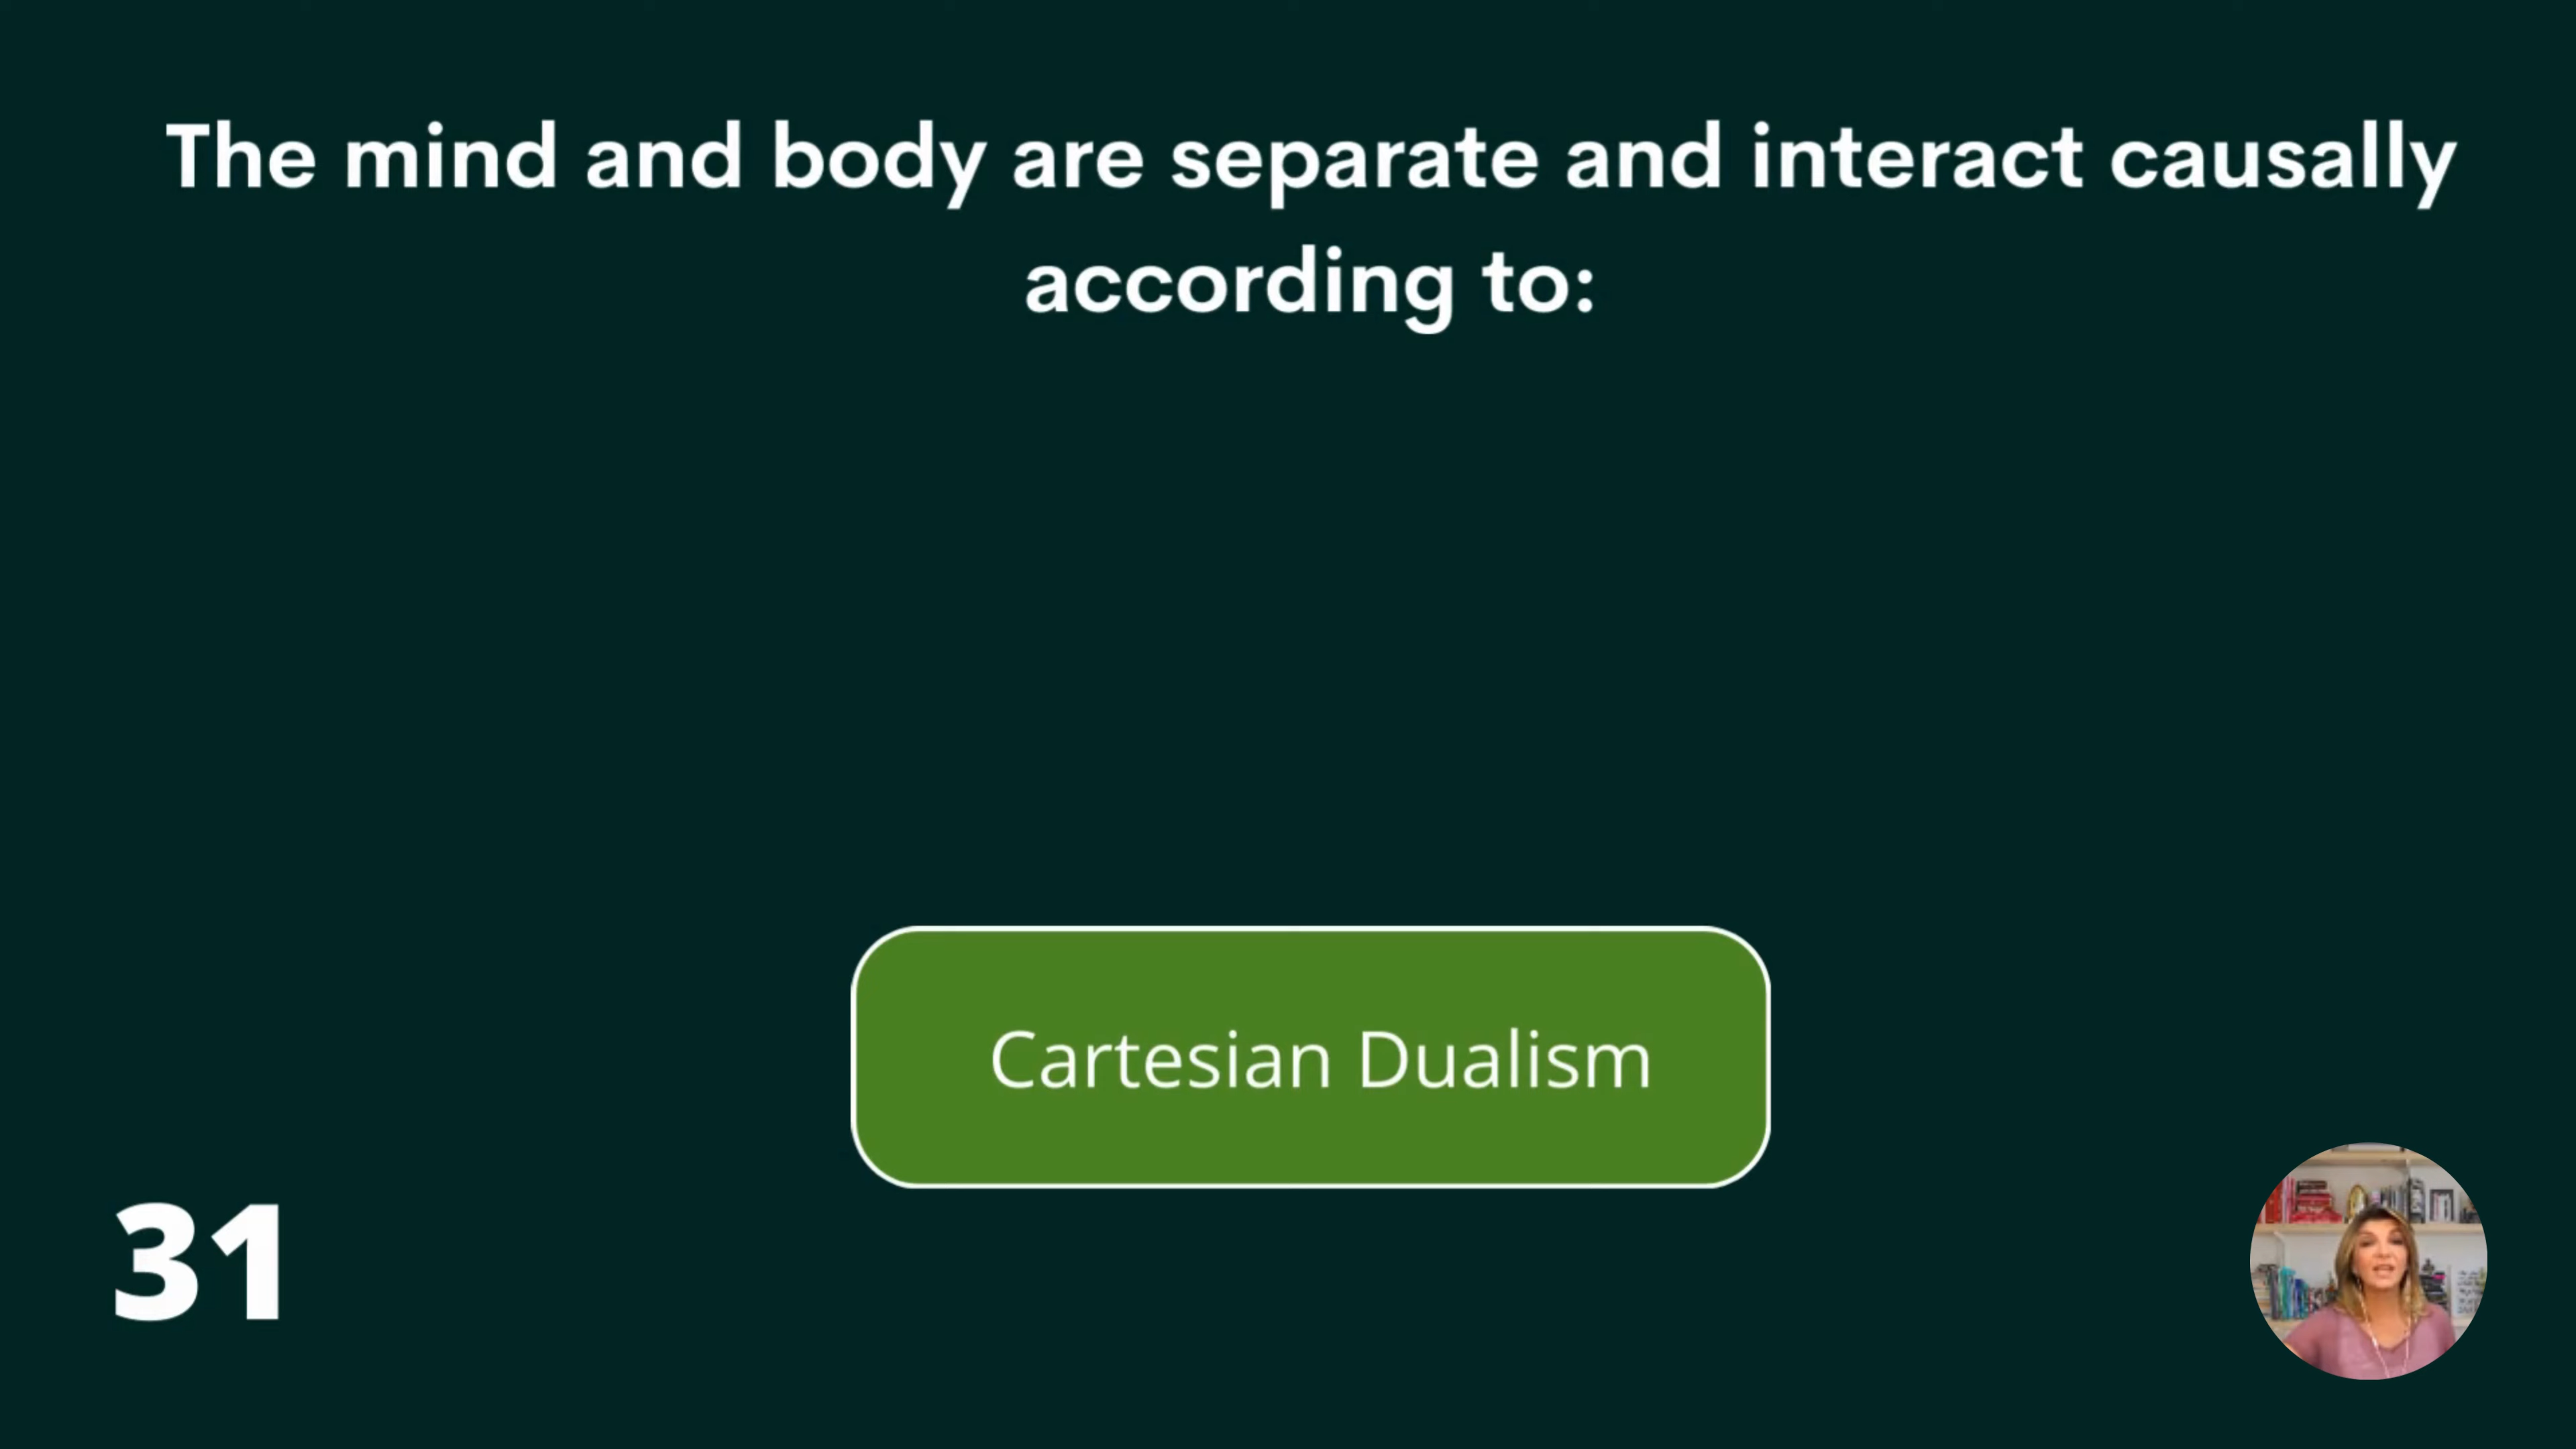 The mind and body are separate and interact causally
according to:
Cartesian Dualism
31